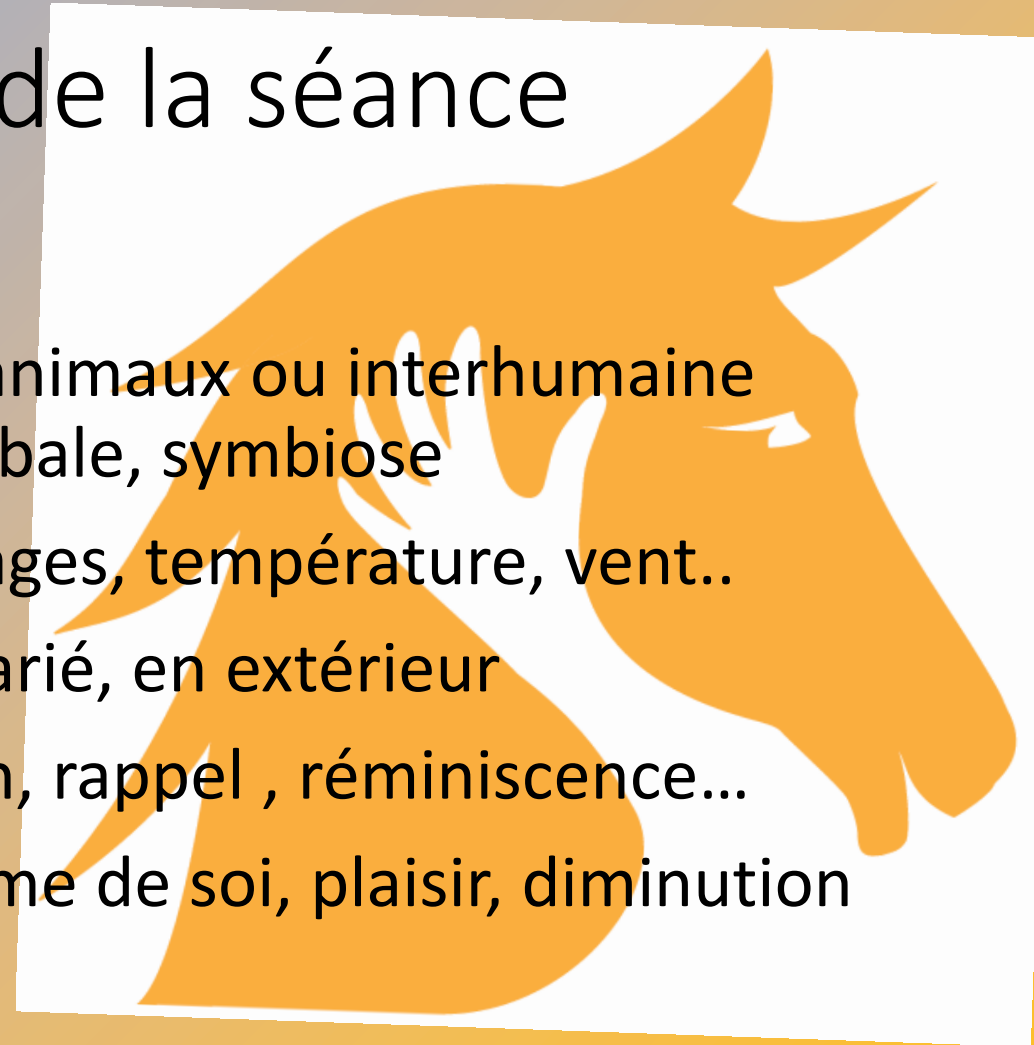 de la séance
nimaux ou interhumaine
bale, symbiose
ges, température, vent..
arié, en extérieur
n, rappel , réminiscence...
me de soi, plaisir, diminution